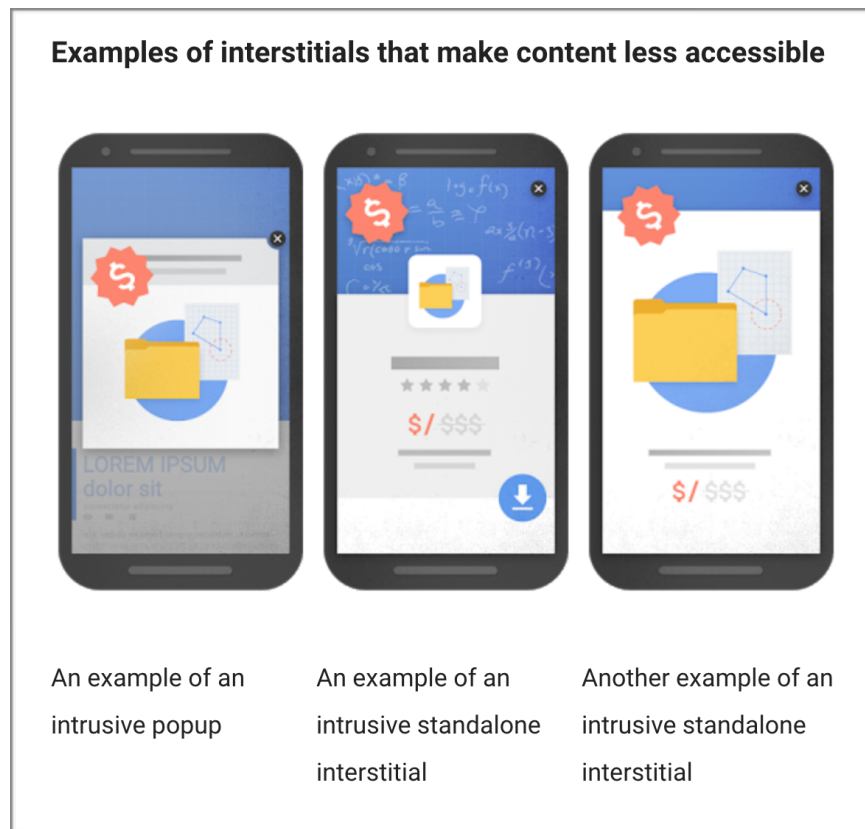 Examples of interstitials that make content less accessible
LOREM IPSUM
dolor sit
$/ $$$
$/ $$$
An example of an
intrusive popup
An example of an
intrusive standalone
interstitial
Another example of an
intrusive standalone
interstitial